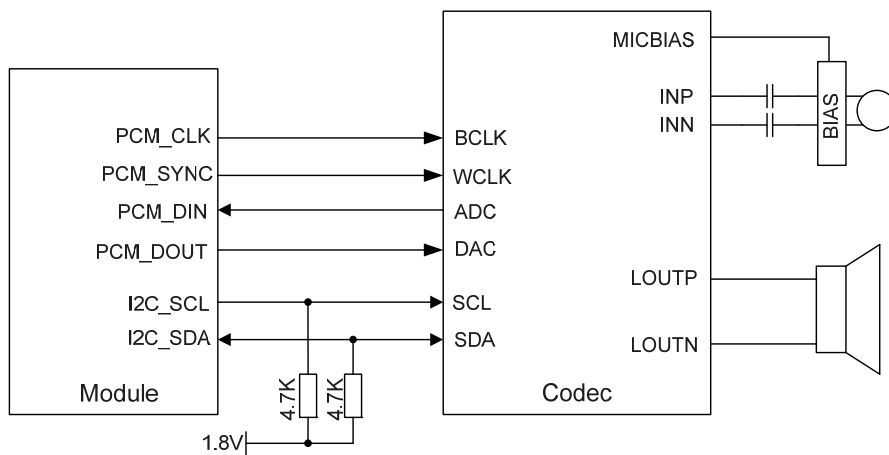 MICBIAS
INP
INN
BIAS
PCM_CLK
BCLK
PCM_SYNC
WCLK
PCM_DIN
ADC
PCM_DOUT
DAC
LOUTP
I2C_SCL
SCL
I2C_SDA
SDA
LOUTN
Module
4.7K
4.7K
Codec
1.8V